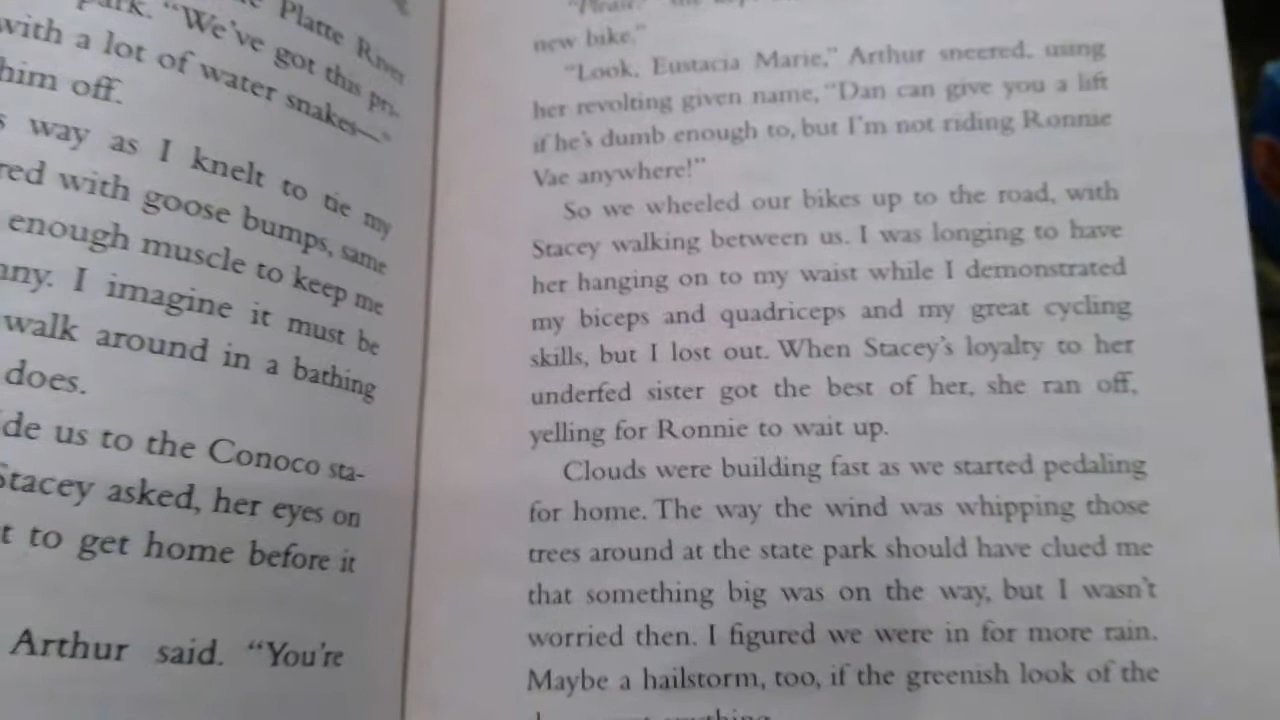 Platte River
park. "We've got this pri-
with a lot of water snakes—"
him off.
way as I knelt to tie my
red with goose bumps, same
enough muscle to keep me
I imagine it must be
walk around in a bathing
does.
us to the Conoco sta-
Stacey asked, her eyes on
to get home before it
Arthur said. "You're
"Please,"
new bike."
"Look, Eustacia Marie," Arthur sneered, using
her revolting given name, "Dan can give you a lift
if he's dumb enough to, but I'm not riding Ronnie
Vae anywhere!"
So we wheeled our bikes up to the road, with
Stacey walking between us. I was longing to have
her hanging on to my waist while I demonstrated
my biceps and quadriceps and my great cycling
skills, but I lost out. When Stacey's loyalty to her
underfed sister got the best of her, she ran off,
yelling for Ronnie to wait up.
Clouds were building fast as we started pedaling
for home. The way the wind was whipping those
trees around at the state park should have clued me
that something big was on the way, but I wasn't
worried then. I figured we were in for more rain.
Maybe a hailstorm, too, if the greenish look of the